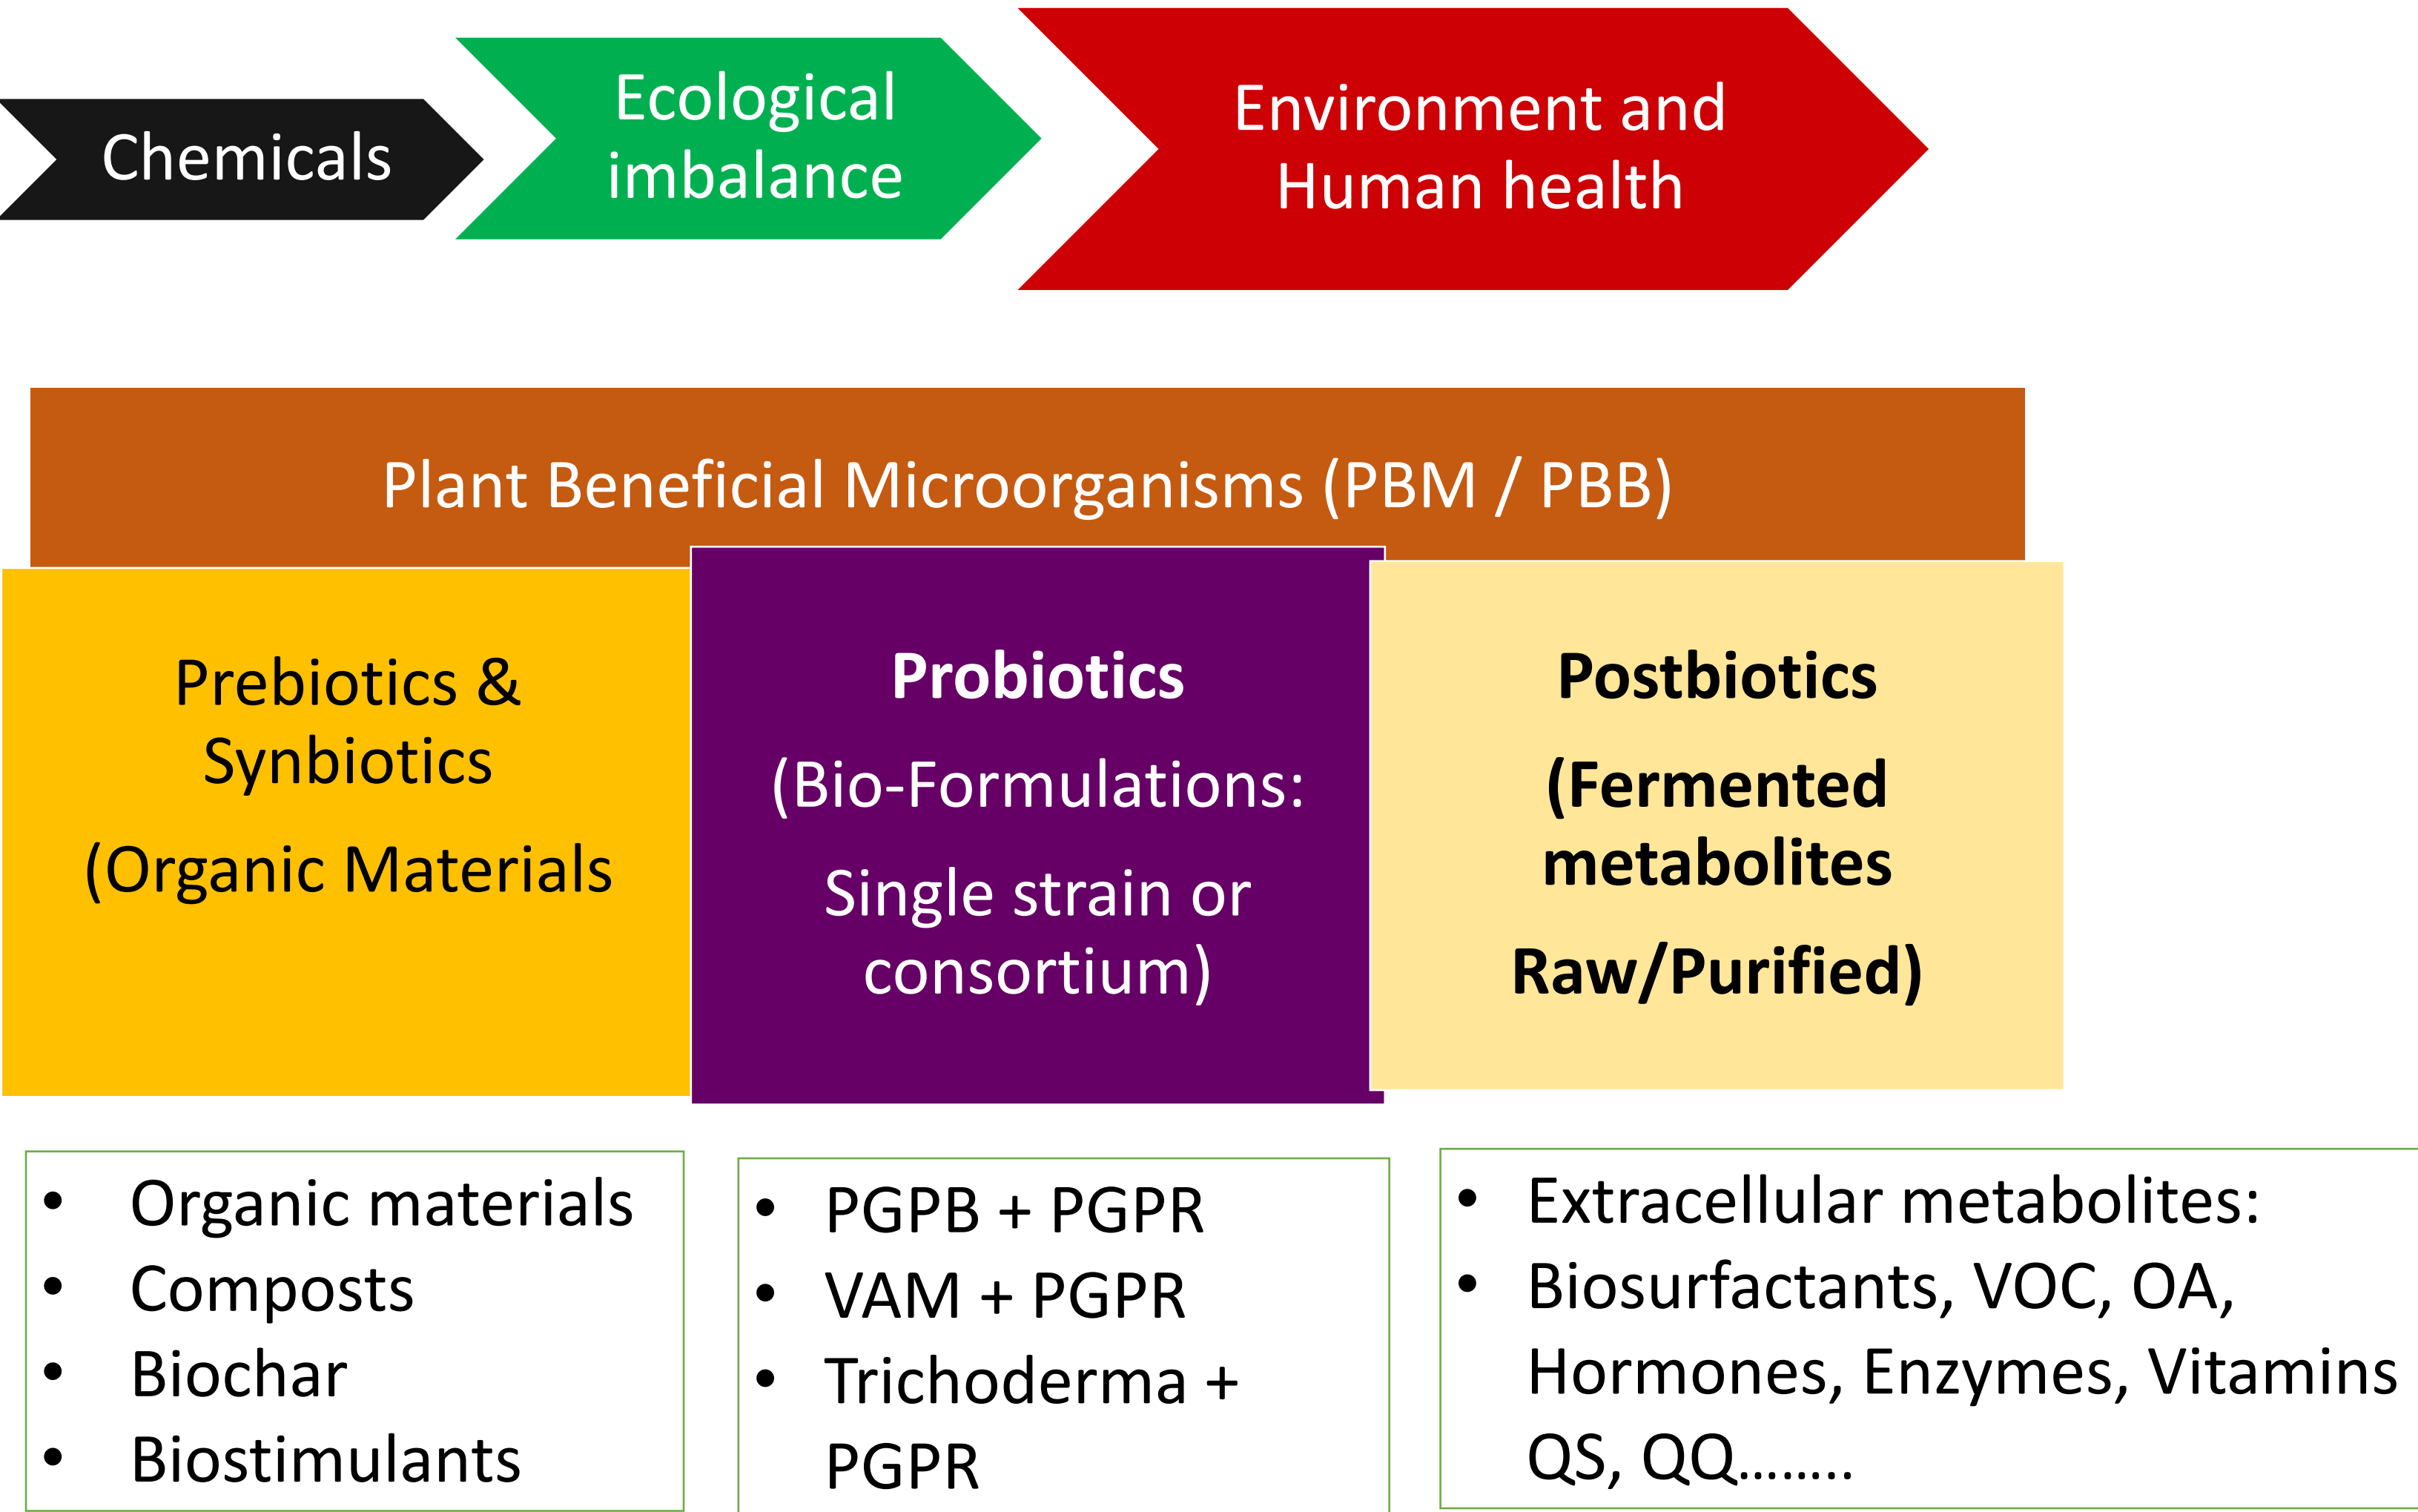 Chemicals
Ecological
imbalance
Environment and
Human health
Plant Beneficial Microorganisms (PBM / PBB)
Prebiotics &
Synbiotics
(Organic Materials
Probiotics
(Bio-Formulations:
Single strain or
consortium)
Postbiotics
(Fermented
metabolites
Raw/Purified)
• Organic materials
• Composts
• Biochar
• Biostimulants
• PGPB + PGPR
• VAM + PGPR
• Trichoderma +
PGPR
• Extracellular metabolites:
• Biosurfactants, VOC, OA,
Hormones, Enzymes, Vitamins
QS, QQ........